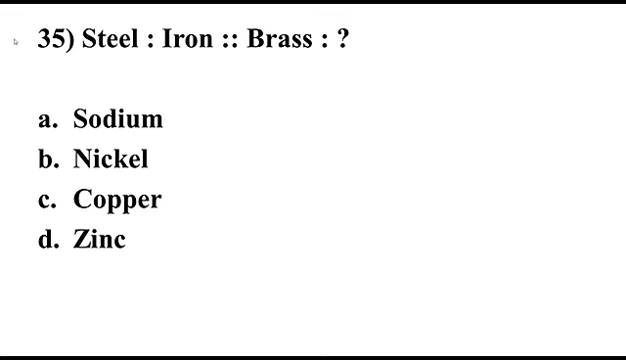 35) Steel : Iron :: Brass : ?
a. Sodium
b. Nickel
c. Copper
d. Zinc